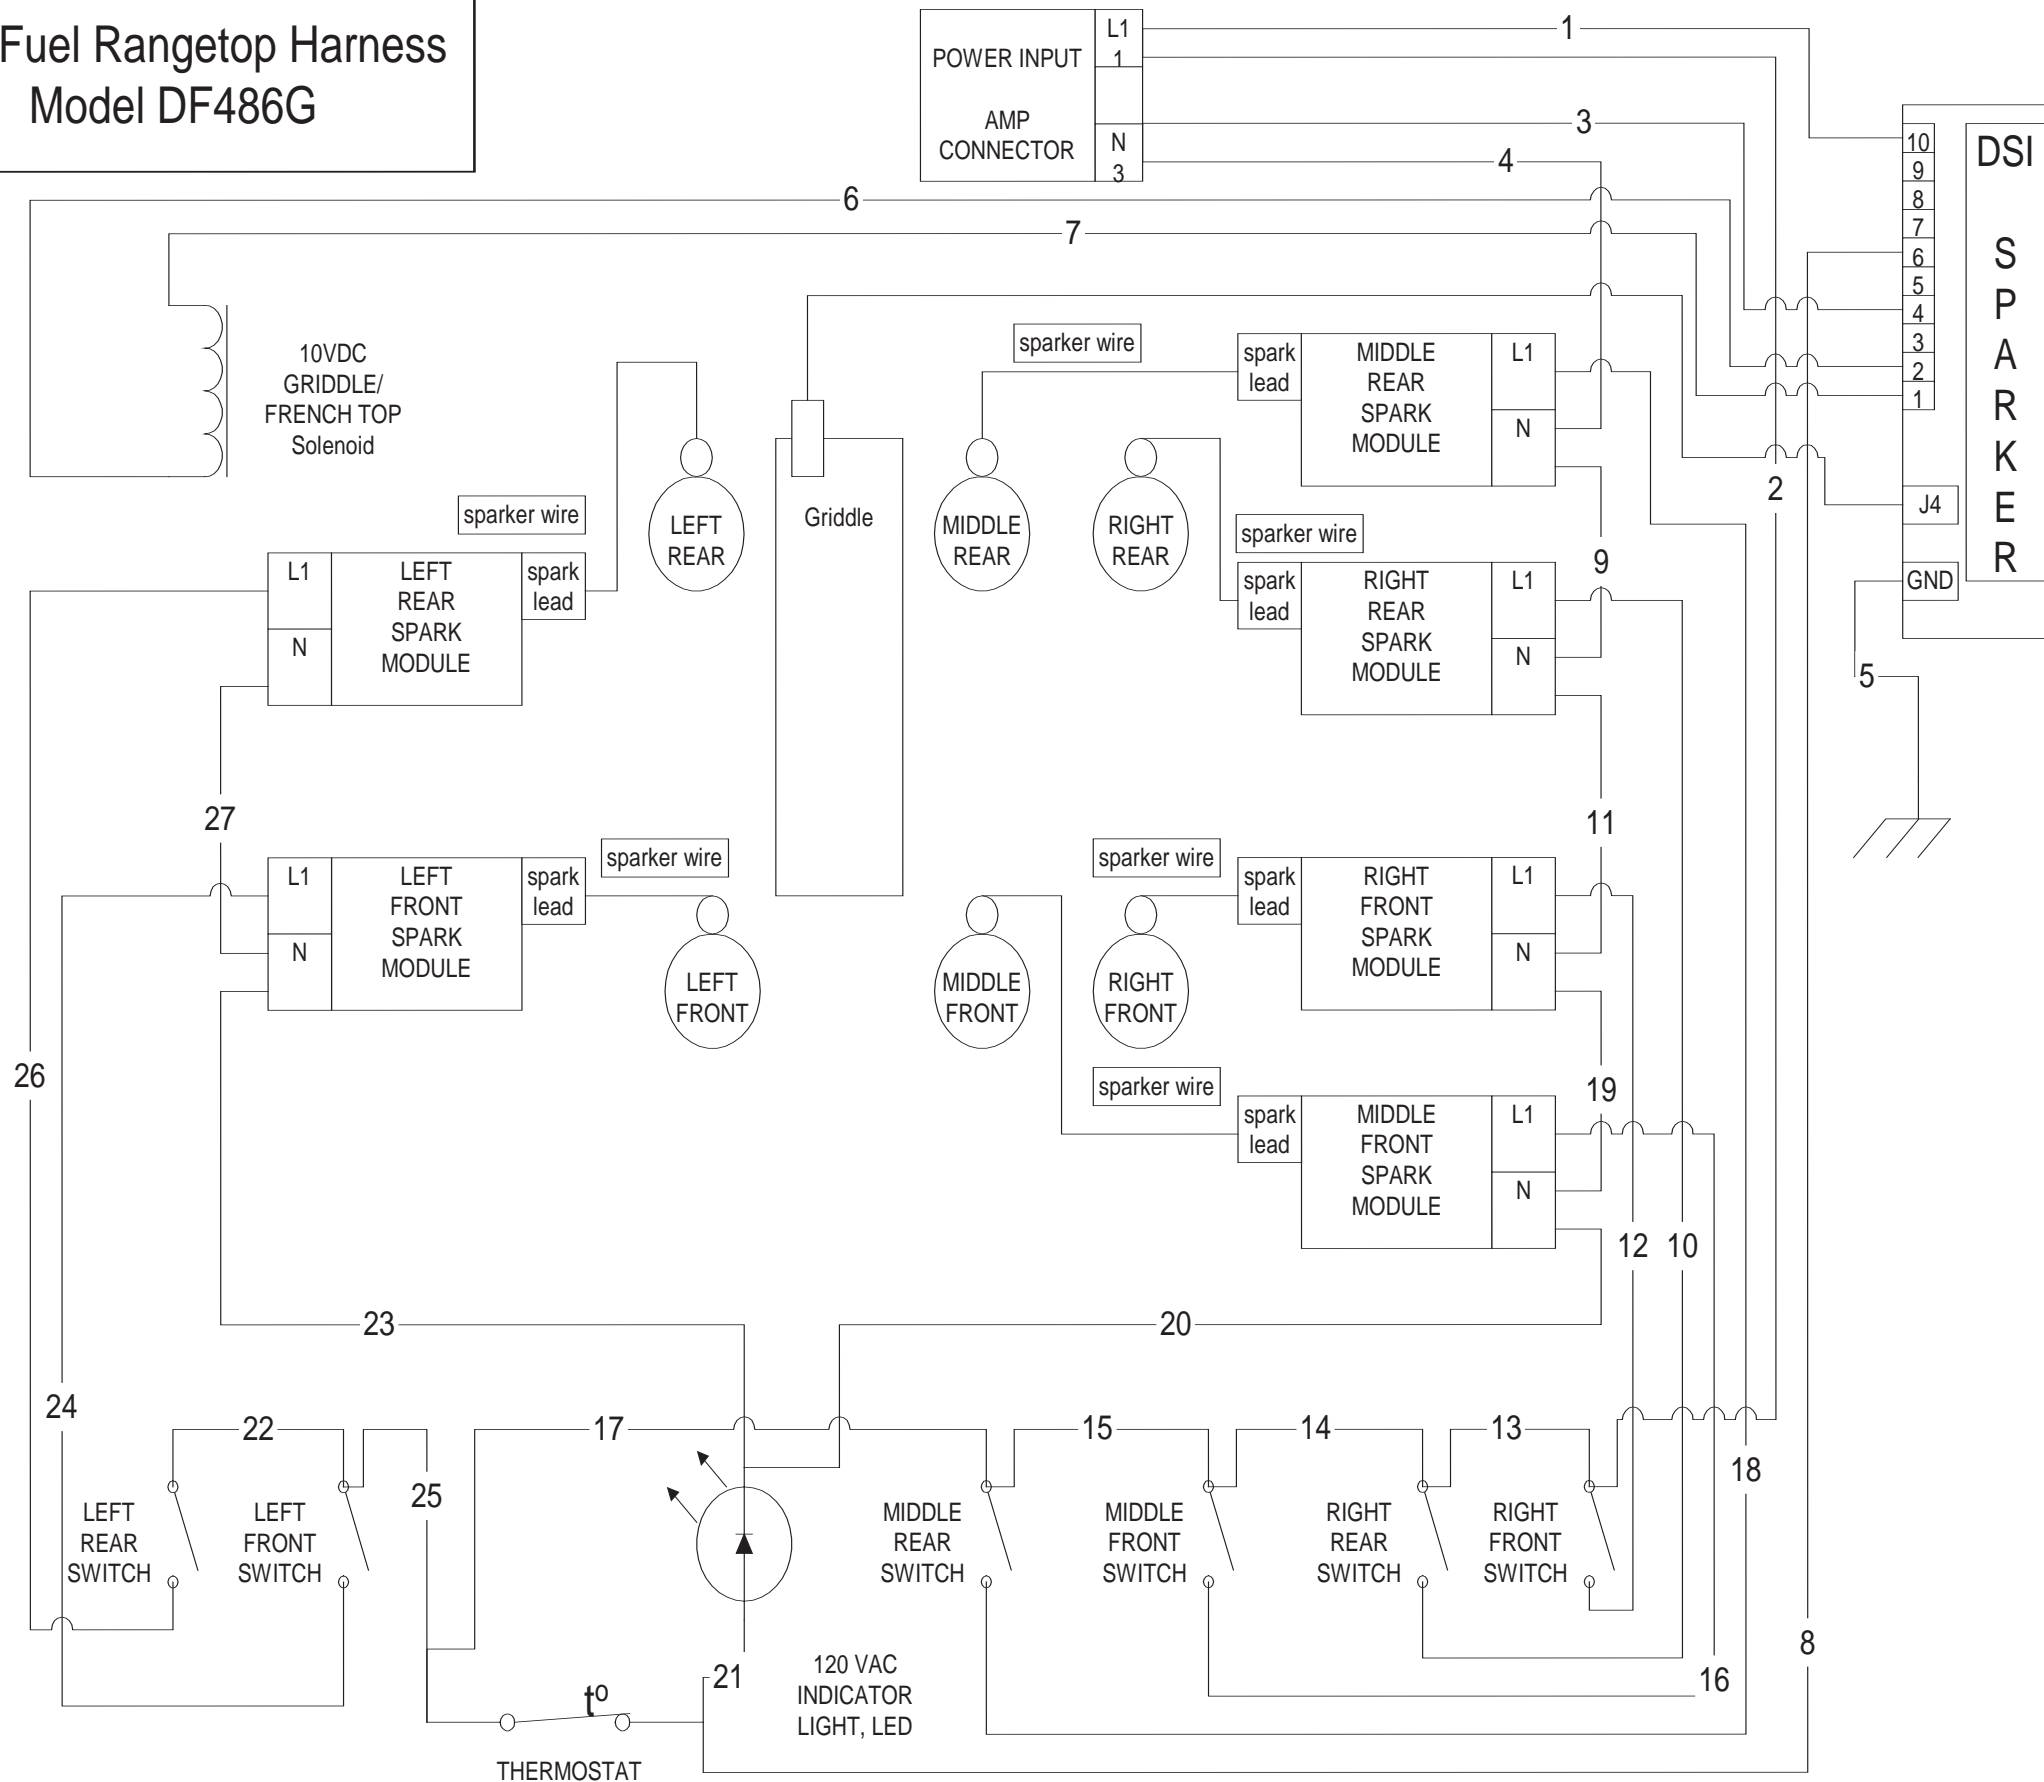 Fuel Rangetop Harness
Model DF486G
POWER INPUT
AMP
CONNECTOR
L1
1
N
3
1
3
4
6
7
2
DSI
SPARKER
10
9
8
7
6
5
4
3
2
1
J4
GND
5
10VDC
GRIDDLE/
FRENCH TOP
Solenoid
sparker wire
LEFT
REAR
Griddle
sparker wire
MIDDLE
REAR
RIGHT
REAR
spark
lead
MIDDLE
REAR
SPARK
MODULE
L1
N
sparker wire
9
L1
N
LEFT
REAR
SPARK
MODULE
spark
lead
spark
lead
RIGHT
REAR
SPARK
MODULE
L1
N
27
11
L1
N
LEFT
FRONT
SPARK
MODULE
spark
lead
sparker wire
LEFT
FRONT
MIDDLE
FRONT
sparker wire
RIGHT
FRONT
spark
lead
RIGHT
FRONT
SPARK
MODULE
L1
N
26
sparker wire
19
spark
lead
MIDDLE
FRONT
SPARK
MODULE
L1
N
12
10
23
20
24
22
25
17
15
14
13
18
LEFT
REAR
SWITCH
LEFT
FRONT
SWITCH
MIDDLE
REAR
SWITCH
MIDDLE
FRONT
SWITCH
RIGHT
REAR
SWITCH
RIGHT
FRONT
SWITCH
8
16
21
120 VAC
INDICATOR
LIGHT, LED
tº
THERMOSTAT